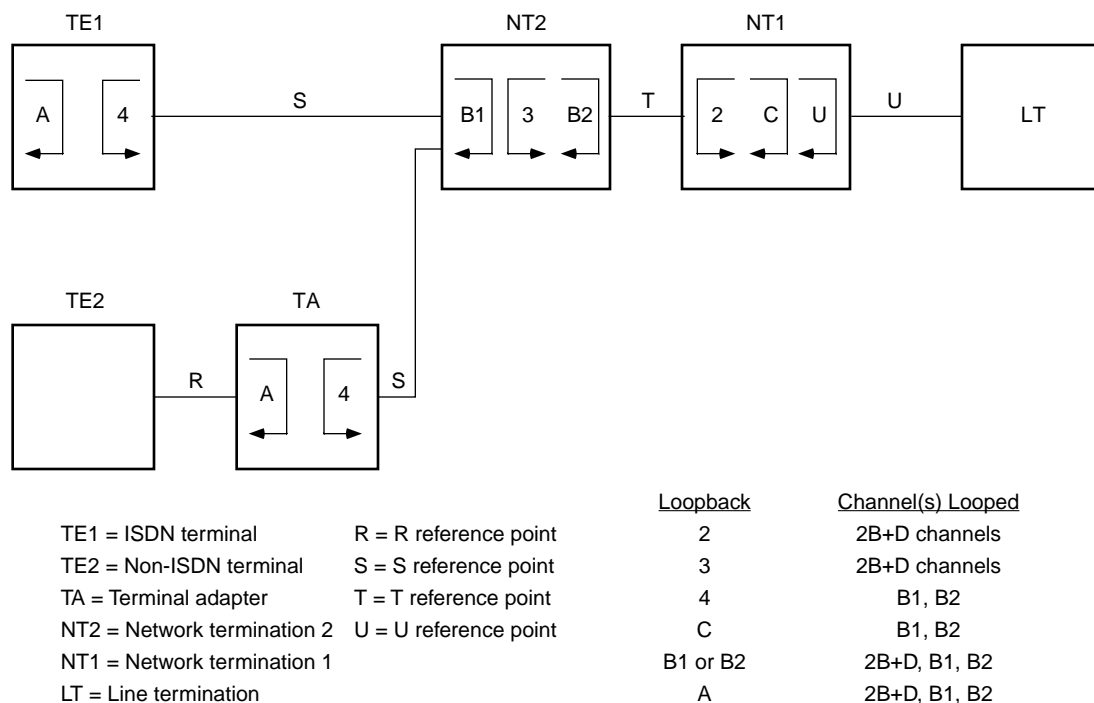 TE1 NT2 NT1
A 4 S B1 3 B2 T 2 C U U LT
TE2 TA
R A 4 S
Loopback Channel(s) Looped
TE1 = ISDN terminal R = R reference point 2 2B+D channels
TE2 = Non-ISDN terminal S = S reference point 3 2B+D channels
TA = Terminal adapter T = T reference point 4 B1, B2
NT2 = Network termination 2 U = U reference point C B1, B2
NT1 = Network termination 1 B1 or B2 2B+D, B1, B2
LT = Line termination A 2B+D, B1, B2